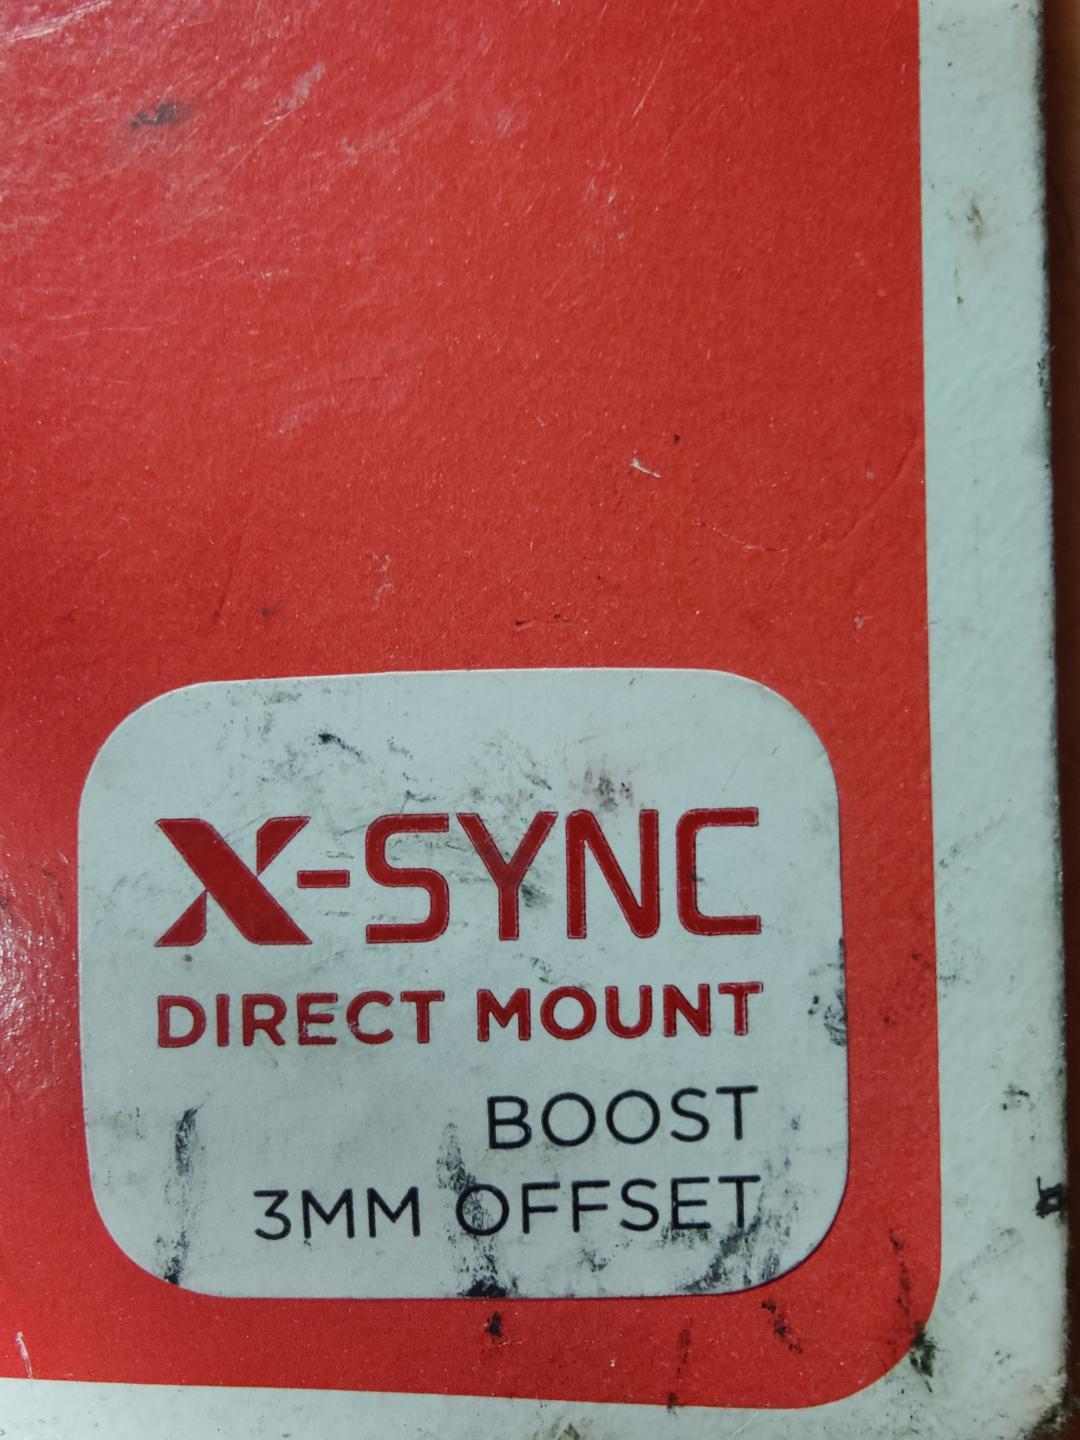 X-SYNC
DIRECT MOUNT
BOOST
3MM OFFSET